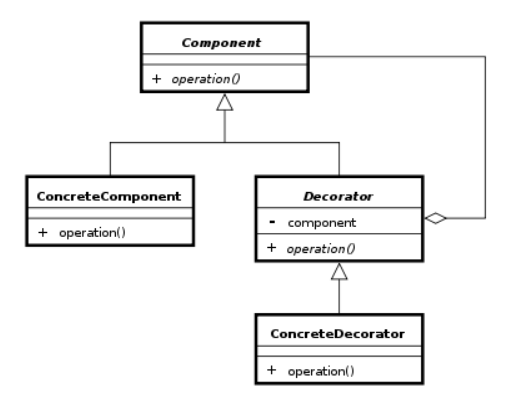 Component
+ operation()
ConcreteComponent
+ operation()
Decorator
- component
+ operation()
ConcreteDecorator
+ operation()